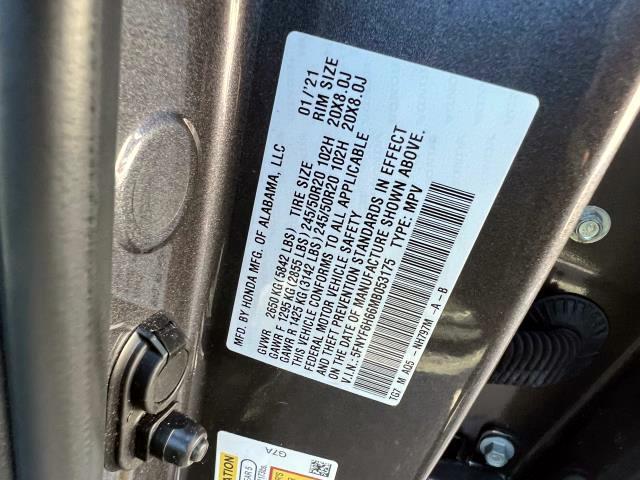 MFD. BY HONDA MFG. OF ALABAMA, LLC 01/'21
GVWR 2650 KG(5842 LBS) TIRE SIZE RIM SIZE
GAWR F 1295 KG(2855 LBS) 245/50R20 102H 20X8.0J
GAWR R 1425 KG(3142 LBS) 245/50R20 102H 20X8.0J
THIS VEHICLE CONFORMS TO ALL APPLICABLE
FEDERAL MOTOR VEHICLE SAFETY
AND THEFT PREVENTION STANDARDS IN EFFECT
ON THE DATE OF MANUFACTURE SHOWN ABOVE.
V.I.N.: 5FNYF6H66MB053175 TYPE: MPV
TG7 M AQ5 - NH797M -A-B
Q7A